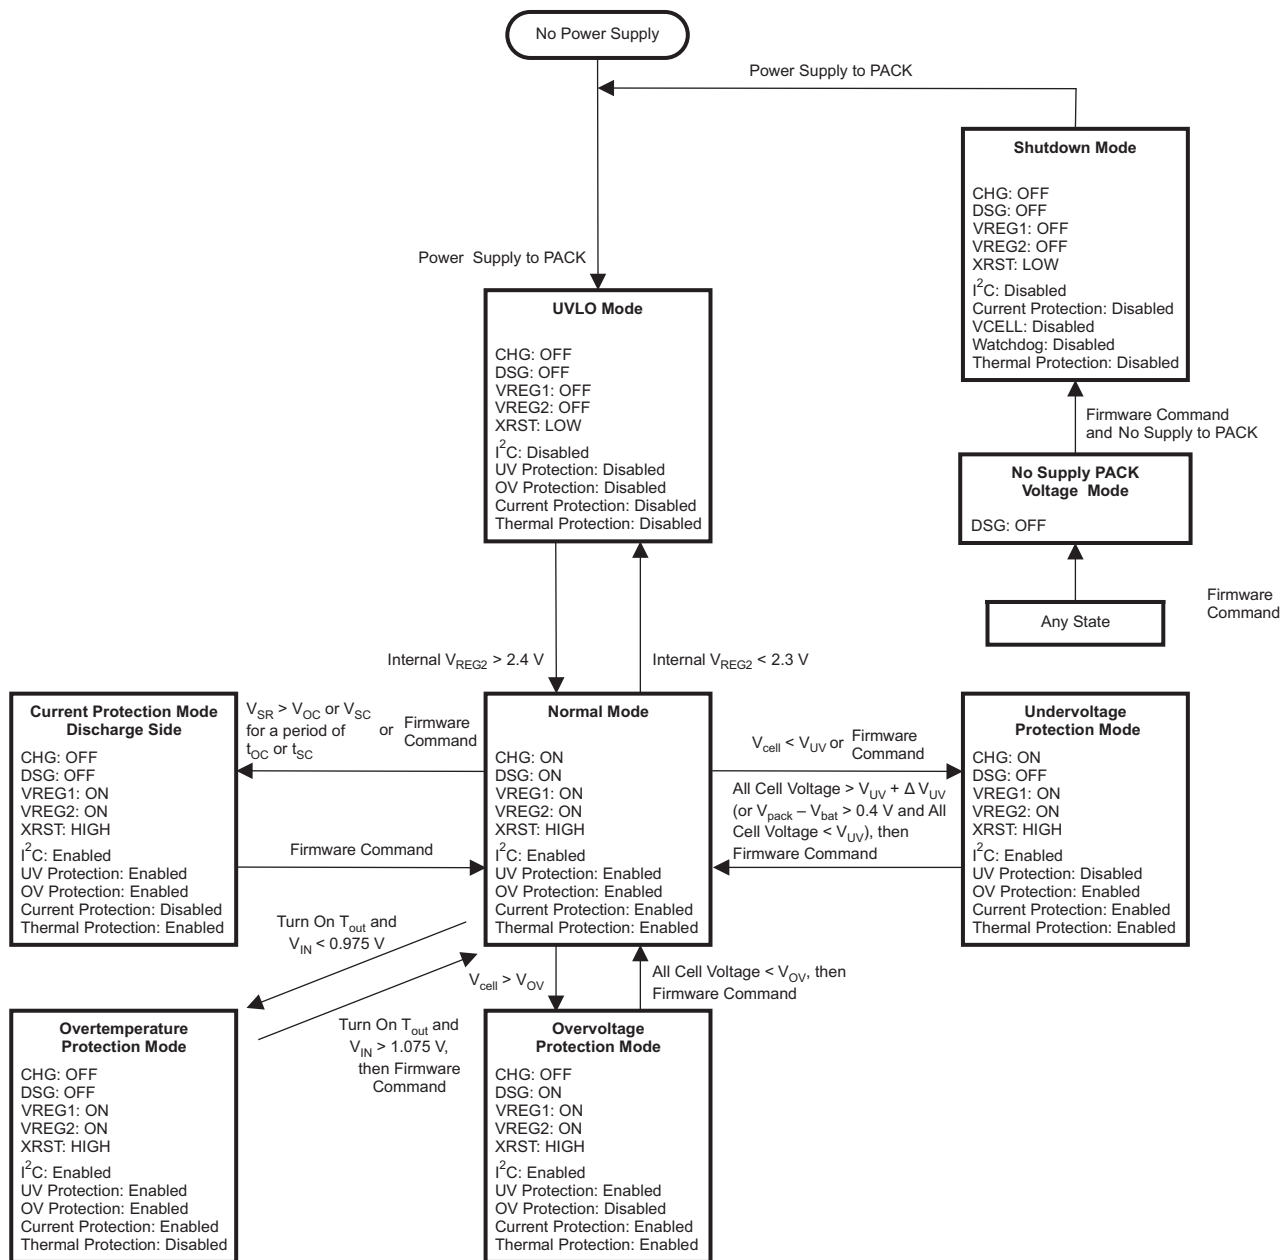 No Power Supply
Power Supply to PACK
Shutdown Mode
CHG: OFF
DSG: OFF
VREG1: OFF
VREG2: OFF
XRST: LOW
I2C: Disabled
Current Protection: Disabled
VCELL: Disabled
Watchdog: Disabled
Thermal Protection: Disabled
Power Supply to PACK
UVLO Mode
CHG: OFF
DSG: OFF
VREG1: OFF
VREG2: OFF
XRST: LOW
I2C: Disabled
UV Protection: Disabled
OV Protection: Disabled
Current Protection: Disabled
Thermal Protection: Disabled
Firmware Command
and No Supply to PACK
No Supply PACK
Voltage Mode
DSG: OFF
Any State
Firmware
Command
Internal VREG2 > 2.4 V
Internal VREG2 < 2.3 V
Current Protection Mode
Discharge Side
CHG: OFF
DSG: OFF
VREG1: ON
VREG2: ON
XRST: HIGH
I2C: Enabled
UV Protection: Enabled
OV Protection: Enabled
Current Protection: Disabled
Thermal Protection: Enabled
VSR > VOC or VSC
for a period of
tOC or tSC
or
Firmware
Command
Firmware Command
Normal Mode
CHG: ON
DSG: ON
VREG1: ON
VREG2: ON
XRST: HIGH
I2C: Enabled
UV Protection: Enabled
OV Protection: Enabled
Current Protection: Enabled
Thermal Protection: Enabled
Vcell < VUV or
Firmware
Command
All Cell Voltage > VUV + Δ VUV
(or Vpack – Vbat > 0.4 V and All
Cell Voltage < VUV), then
Firmware Command
Undervoltage
Protection Mode
CHG: ON
DSG: OFF
VREG1: ON
VREG2: ON
XRST: HIGH
I2C: Enabled
UV Protection: Disabled
OV Protection: Enabled
Current Protection: Enabled
Thermal Protection: Enabled
Turn On Tout and
VIN < 0.975 V
Vcell > VOV
All Cell Voltage < VOV, then
Firmware Command
Turn On Tout and
VIN > 1.075 V,
then Firmware
Command
Overtemperature
Protection Mode
CHG: OFF
DSG: OFF
VREG1: ON
VREG2: ON
XRST: HIGH
I2C: Enabled
UV Protection: Enabled
OV Protection: Enabled
Current Protection: Enabled
Thermal Protection: Disabled
Overvoltage
Protection Mode
CHG: OFF
DSG: ON
VREG1: ON
VREG2: ON
XRST: HIGH
I2C: Enabled
UV Protection: Enabled
OV Protection: Disabled
Current Protection: Enabled
Thermal Protection: Enabled